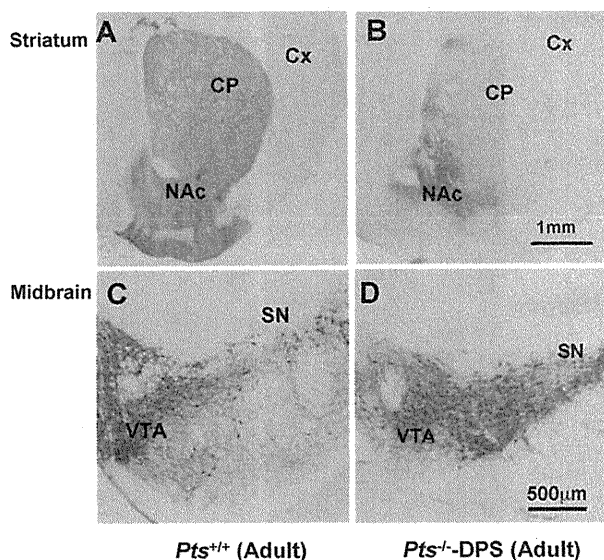 Striatum
A
Cx
CP
NAc
B
Cx
CP
NAc
1mm
Midbrain
C
SN
VTA
D
SN
VTA
500μm
Pts+/+ (Adult)
Pts-/--DPS (Adult)